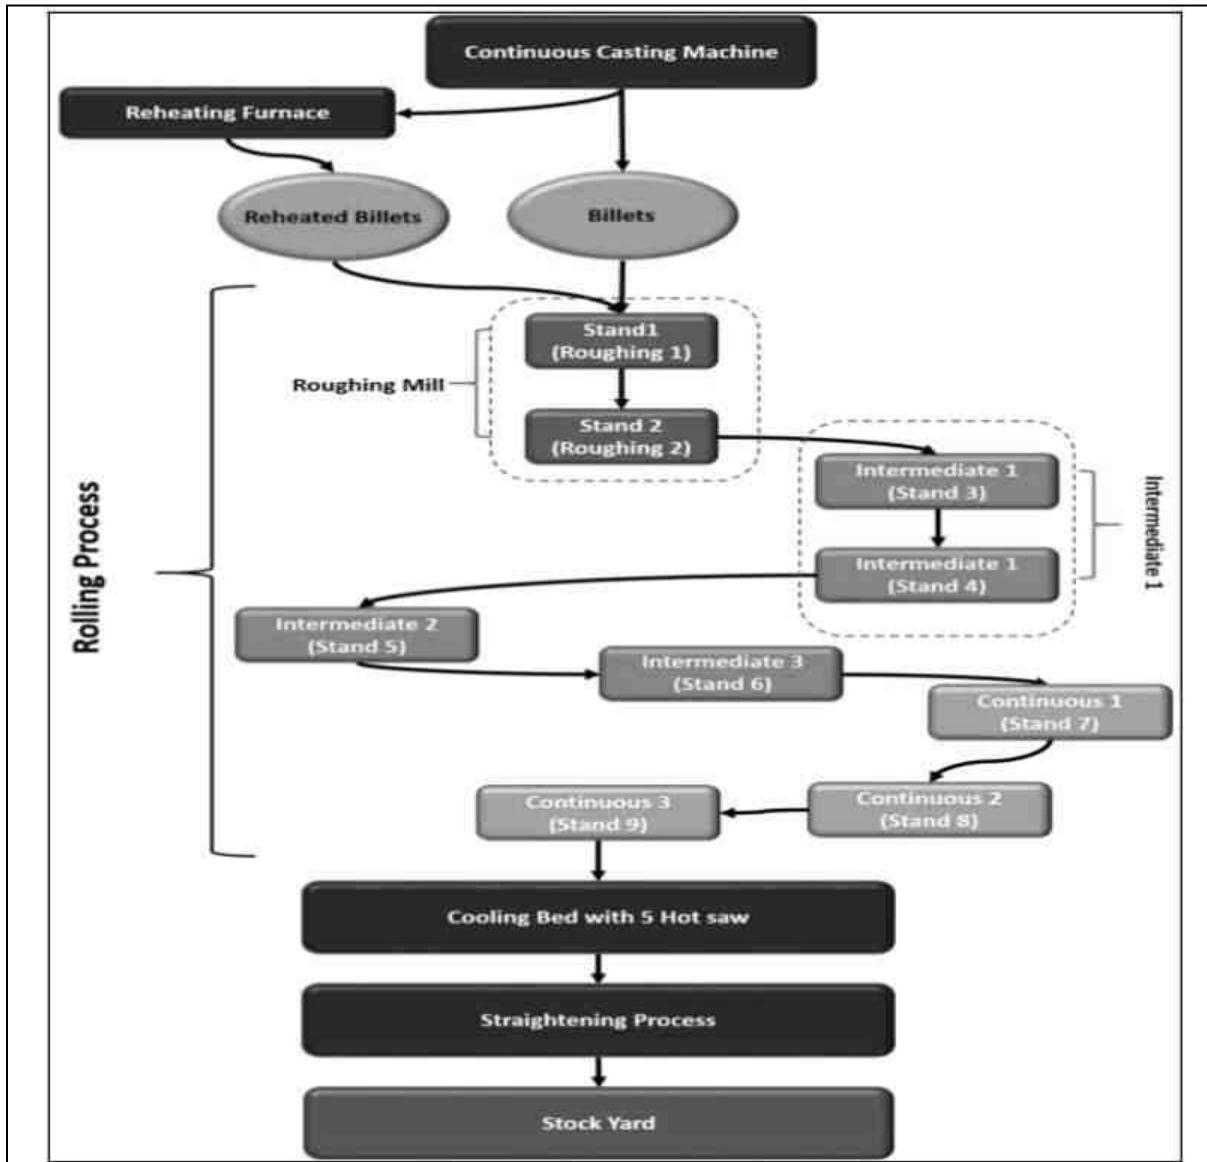 Continuous Casting Machine
Reheating Furnace
Reheated Billets
Billets
Stand1
(Roughing 1)
Roughing Mill
Stand 2
(Roughing 2)
Intermediate 1
(Stand 3)
Intermediate 1
Intermediate 1
(Stand 4)
Rolling Process
Intermediate 2
(Stand 5)
Intermediate 3
(Stand 6)
Continuous 1
(Stand 7)
Continuous 2
(Stand 8)
Continuous 3
(Stand 9)
Cooling Bed with 5 Hot saw
Straightening Process
Stock Yard